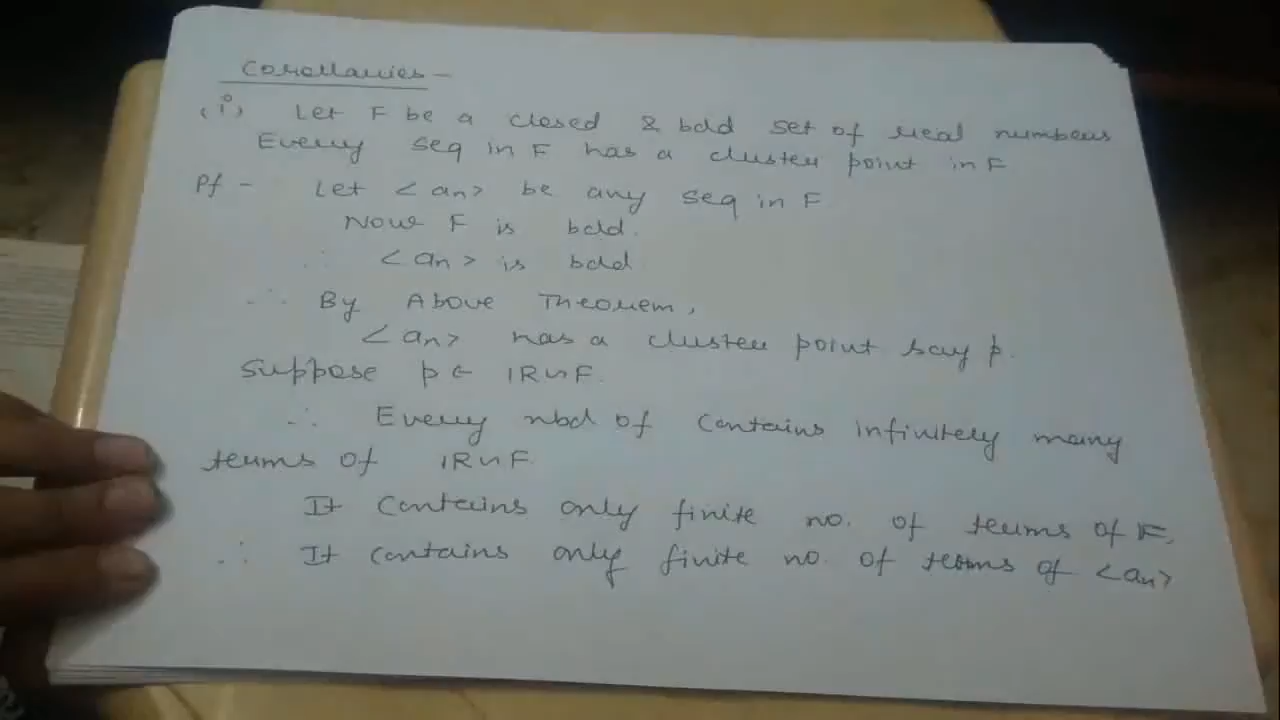 Corollaries -
(i) Let F be a closed & bdd set of real numbers
Every seq in F has a cluster point in F
Pf - Let <an> be any seq in F
Now F is bdd.
∴ <an> is bdd
∴ By Above Theorem,
<an> has a cluster point say p.
Suppose p ∈ IR~F.
∴ Every nbd of contains infinitely many
terms of IR~F.
It contains only finite no. of terms of F.
∴ It contains only finite no. of terms of <an>